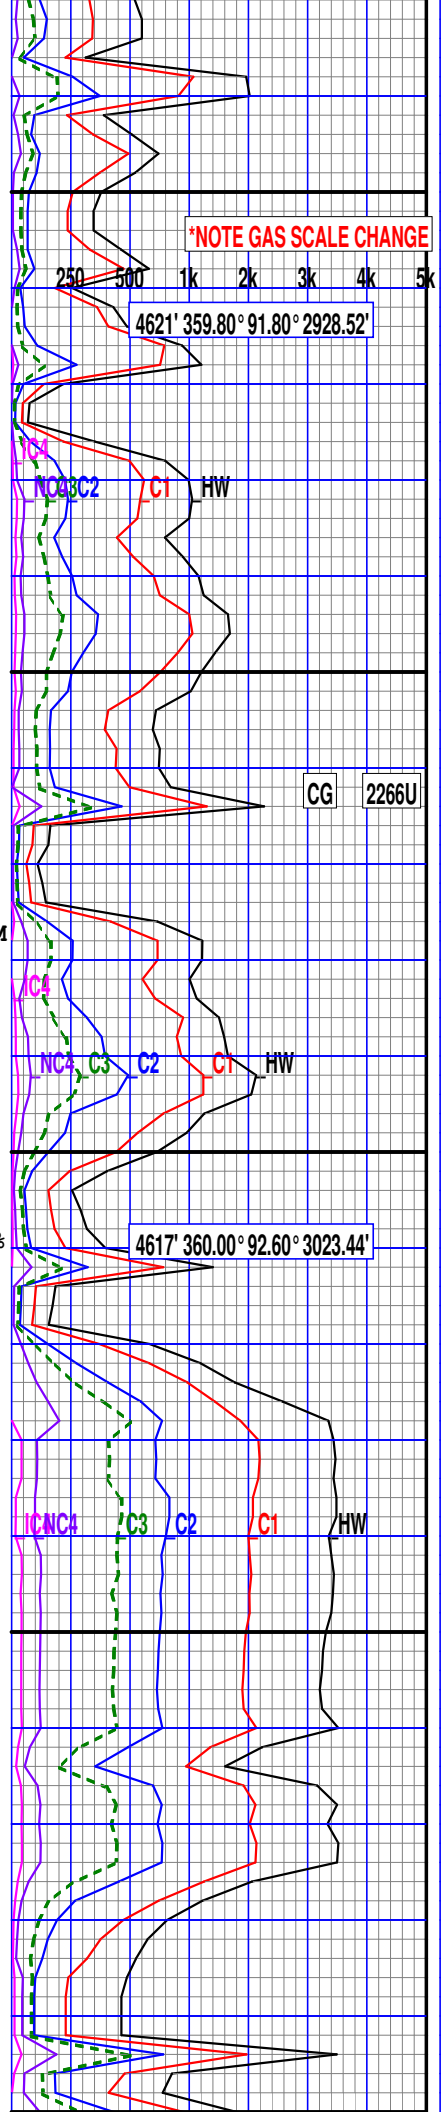 *NOTE GAS SCALE CHANGE
250 500 1k 2k 3k 4k 5k
4621' 359.80° 91.80° 2928.52'
IC4
NC4 C3 C2 C1 HW
CG 2266U
M
IC4
NC4 C3 C2 C1 HW
4617' 360.00° 92.60° 3023.44'
IC4 NC4 C3 C2 C1 HW